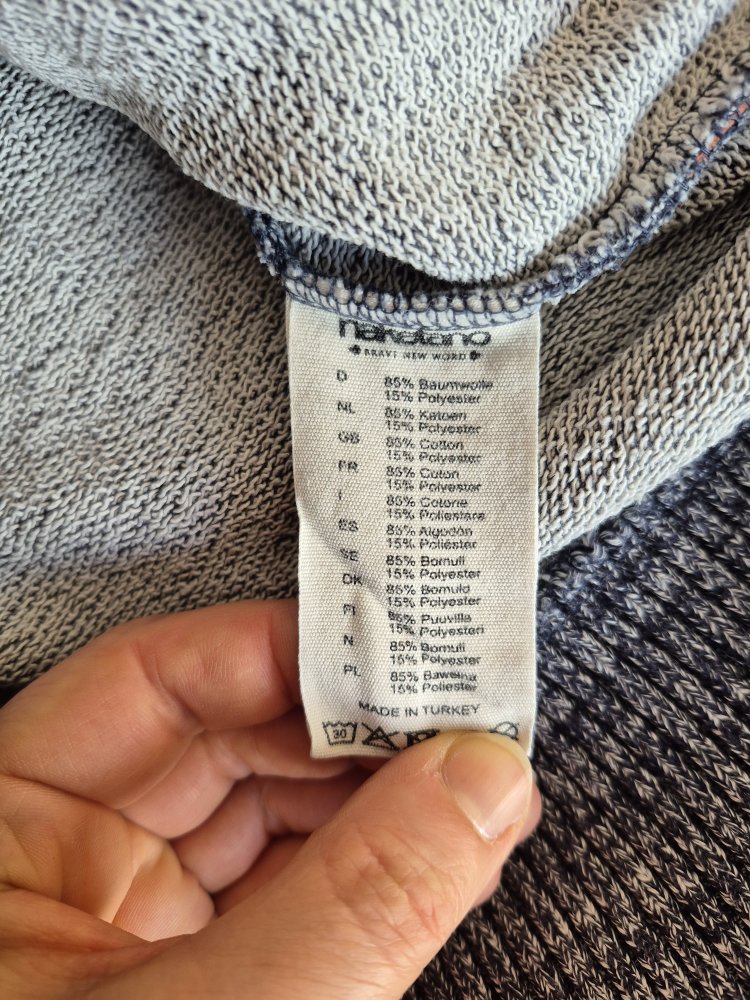 naketano
BRAVE NEW WORD
D 85% Baumwolle
15% Polyester
NL 85% Katoen
15% Polyester
GB 85% Cotton
15% Polyester
FR 85% Coton
15% Polyester
I 85% Cotone
15% Poliestere
ES 85% Algodón
15% Poliéster
SE 85% Bomull
15% Polyester
DK 85% Bomuld
15% Polyester
FI 85% Puuvilla
15% Polyesteri
N 85% Bomull
15% Polyester
PL 85% Bawełna
15% Poliester
MADE IN TURKEY
30